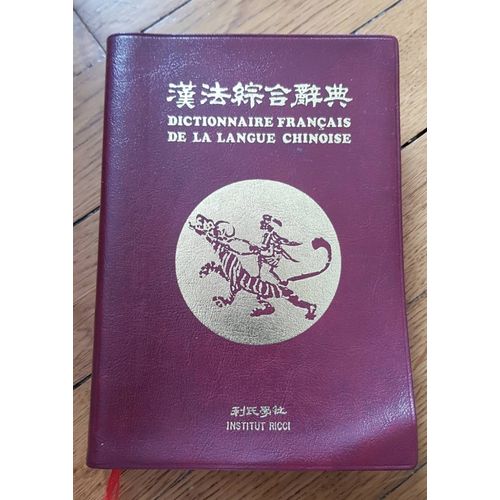 漢法綜合辭典
DICTIONNAIRE FRANÇAIS
DE LA LANGUE CHINOISE
利氏學社
INSTITUT RICCI